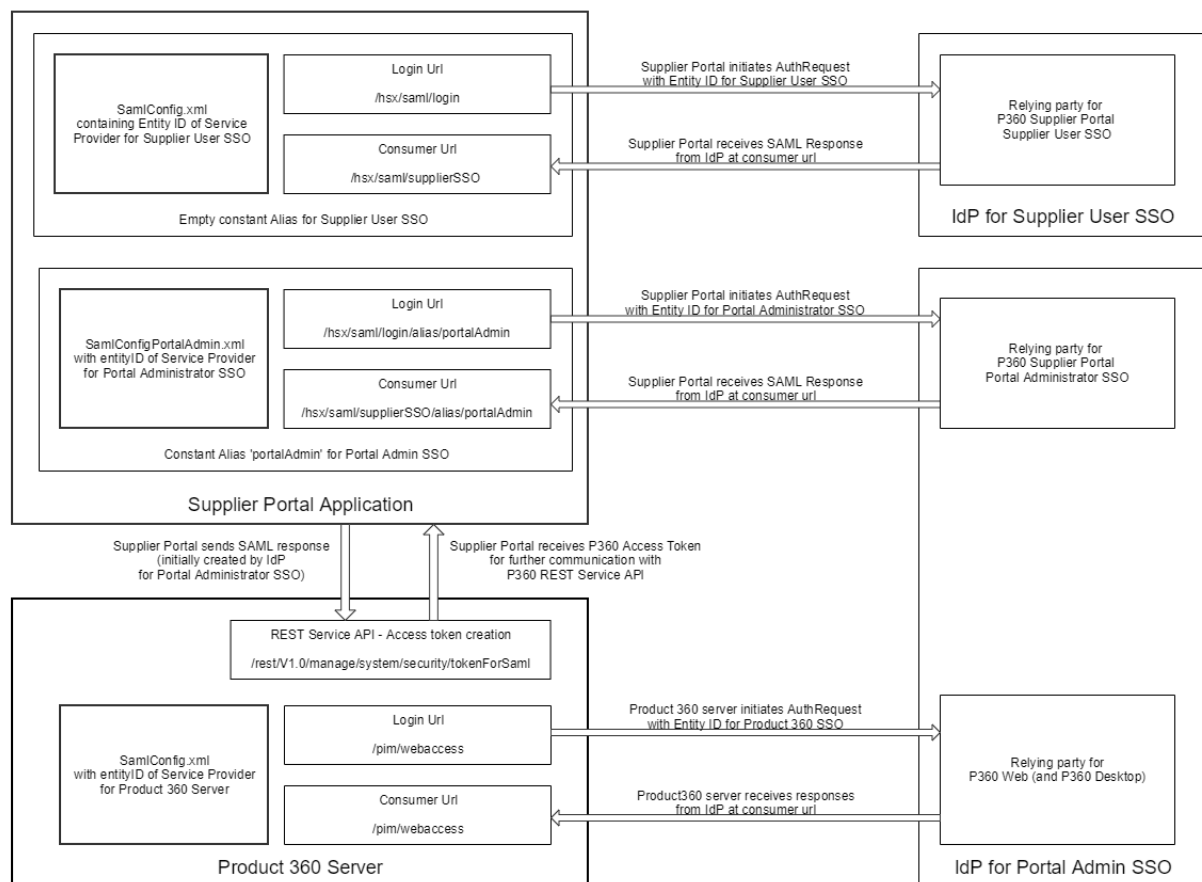 SamlConfig.xml
containing Entity ID of Service
Provider for Supplier User SSO
Login Url
/hsx/saml/login
Consumer Url
/hsx/saml/supplierSSO
Empty constant Alias for Supplier User SSO
Supplier Portal initiates AuthRequest
with Entity ID for Supplier User SSO
Supplier Portal receives SAML Response
from IdP at consumer url
Relying party for
P360 Supplier Portal
Supplier User SSO
IdP for Supplier User SSO
SamlConfigPortalAdmin.xml
with entityID of Service Provider
for Portal Administrator SSO
Login Url
/hsx/saml/login/alias/portalAdmin
Consumer Url
/hsx/saml/supplierSSO/alias/portalAdmin
Constant Alias 'portalAdmin' for Portal Admin SSO
Supplier Portal initiates AuthRequest
with Entity ID for Portal Administrator SSO
Supplier Portal receives SAML Response
from IdP at consumer url
Relying party for
P360 Supplier Portal
Portal Administrator SSO
Supplier Portal Application
Supplier Portal sends SAML response
(initially created by IdP
for Portal Administrator SSO)
Supplier Portal receives P360 Access Token
for further communication with
P360 REST Service API
REST Service API - Access token creation
/rest/V1.0/manage/system/security/tokenForSaml
SamlConfig.xml
with entityID of Service Provider
for Product 360 Server
Login Url
/pim/webaccess
Consumer Url
/pim/webaccess
Product 360 Server
Product 360 server initiates AuthRequest
with Entity ID for Product 360 SSO
Product360 server receives responses
from IdP at consumer url
Relying party for
P360 Web (and P360 Desktop)
IdP for Portal Admin SSO